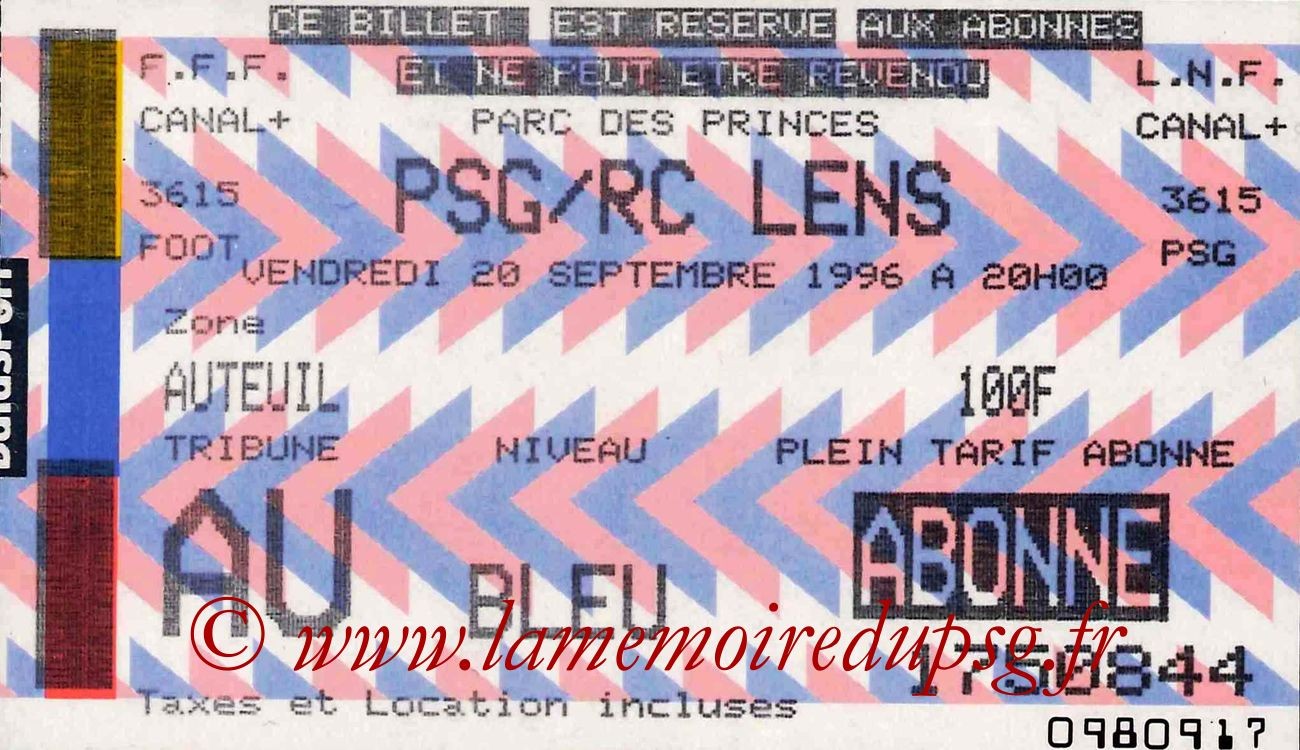 CE BILLET EST RESERVE AUX ABONNES
ET NE PEUT ETRE REVENDU
F.F.F. L.N.F.
CANAL+ PARC DES PRINCES CANAL+
PSG/RC LENS
3615 3615
FOOT PSG
VENDREDI 20 SEPTEMBRE 1996 A 20H00
Zone
AUTEUIL 100F
TRIBUNE NIVEAU PLEIN TARIF ABONNE
AU BLEU ABONNE
© www.lamemoiredupsg.fr
1750844
Taxes et Location incluses
0980917